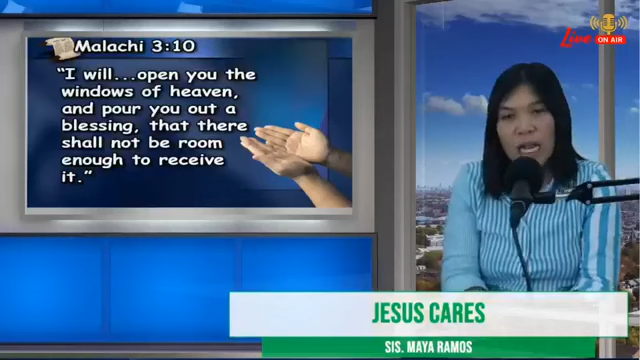 Malachi 3:10
"I will...open you the
windows of heaven,
and pour you out a
blessing, that there
shall not be room
enough to receive
it."
Live ON AIR
JESUS CARES
SIS. MAYA RAMOS